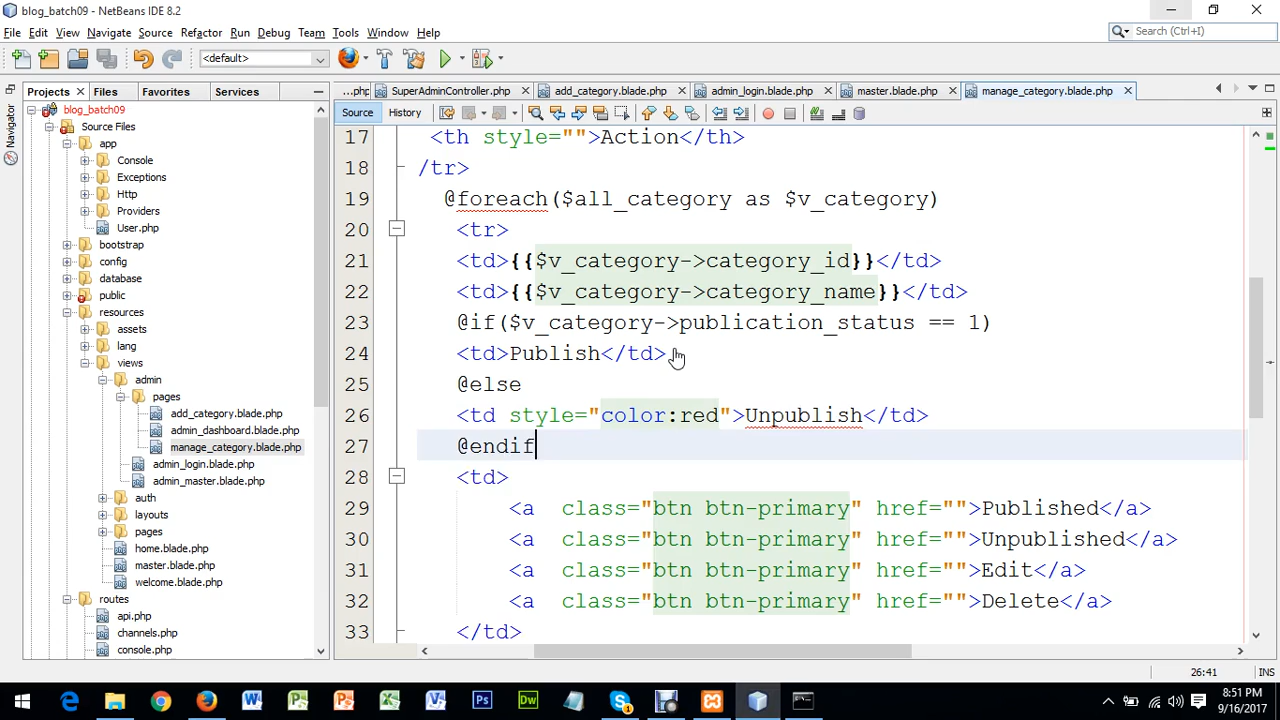 blog_batch09 - NetBeans IDE 8.2
File Edit View Navigate Source Refactor Run Debug Team Tools Window Help
Search (Ctrl+I)
<default>
Projects Files Favorites Services
...php SuperAdminController.php add_category.blade.php admin_login.blade.php master.blade.php manage_category.blade.php
Source History
Navigator
blog_batch09
Source Files
app
Console
Exceptions
Http
Providers
User.php
bootstrap
config
database
public
resources
assets
lang
views
admin
pages
add_category.blade.php
admin_dashboard.blade.php
manage_category.blade.php
admin_login.blade.php
admin_master.blade.php
auth
layouts
pages
home.blade.php
master.blade.php
welcome.blade.php
routes
api.php
channels.php
console.php
17 <th style="">Action</th>
18 /tr>
19 @foreach($all_category as $v_category)
20 <tr>
21 <td>{{$v_category->category_id}}</td>
22 <td>{{$v_category->category_name}}</td>
23 @if($v_category->publication_status == 1)
24 <td>Publish</td>
25 @else
26 <td style="color:red">Unpublish</td>
27 @endif
28 <td>
29 <a  class="btn btn-primary" href="">Published</a>
30 <a  class="btn btn-primary" href="">Unpublished</a>
31 <a  class="btn btn-primary" href="">Edit</a>
32 <a  class="btn btn-primary" href="">Delete</a>
33 </td>
26:41 INS
8:51 PM
9/16/2017